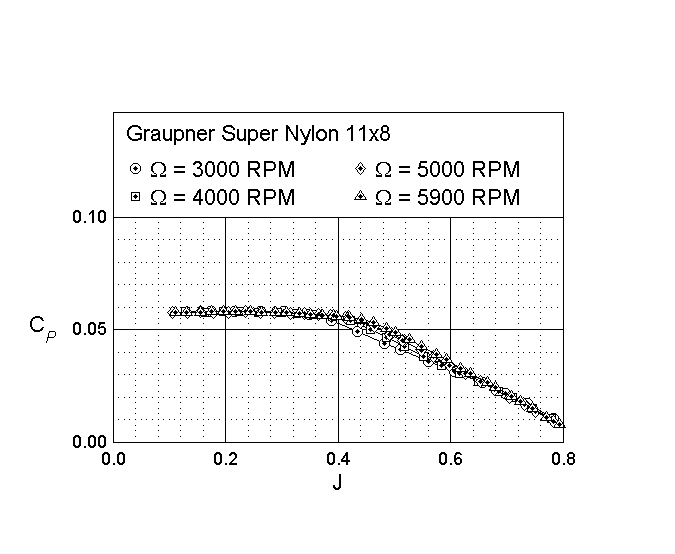 Graupner Super Nylon 11x8
Ω = 3000 RPM
Ω = 5000 RPM
Ω = 4000 RPM
Ω = 5900 RPM
0.10
C_P
0.05
0.00
0.0 0.2 0.4 0.6 0.8
J